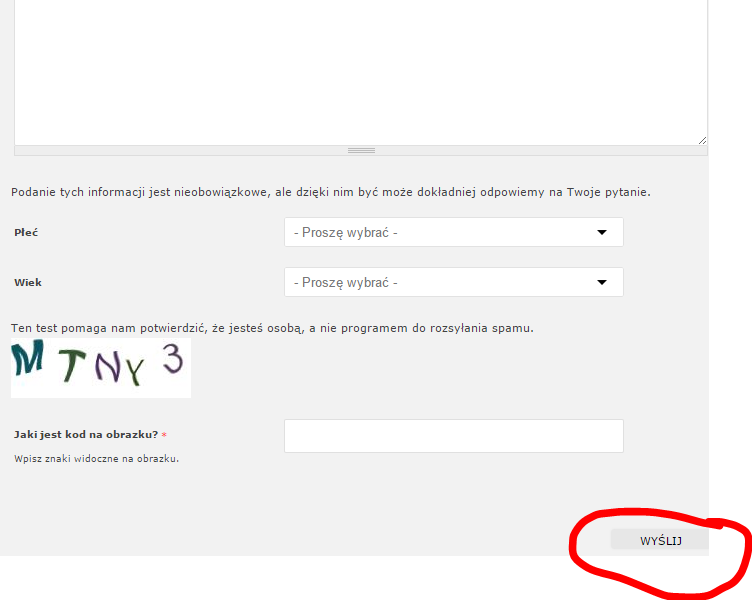 Podanie tych informacji jest nieobowiązkowe, ale dzięki nim być może dokładniej odpowiemy na Twoje pytanie.
Płeć - Proszę wybrać -
Wiek - Proszę wybrać -
Ten test pomaga nam potwierdzić, że jesteś osobą, a nie programem do rozsyłania spamu.
M T N Y 3
Jaki jest kod na obrazku? *
Wpisz znaki widoczne na obrazku.
WYŚLIJ